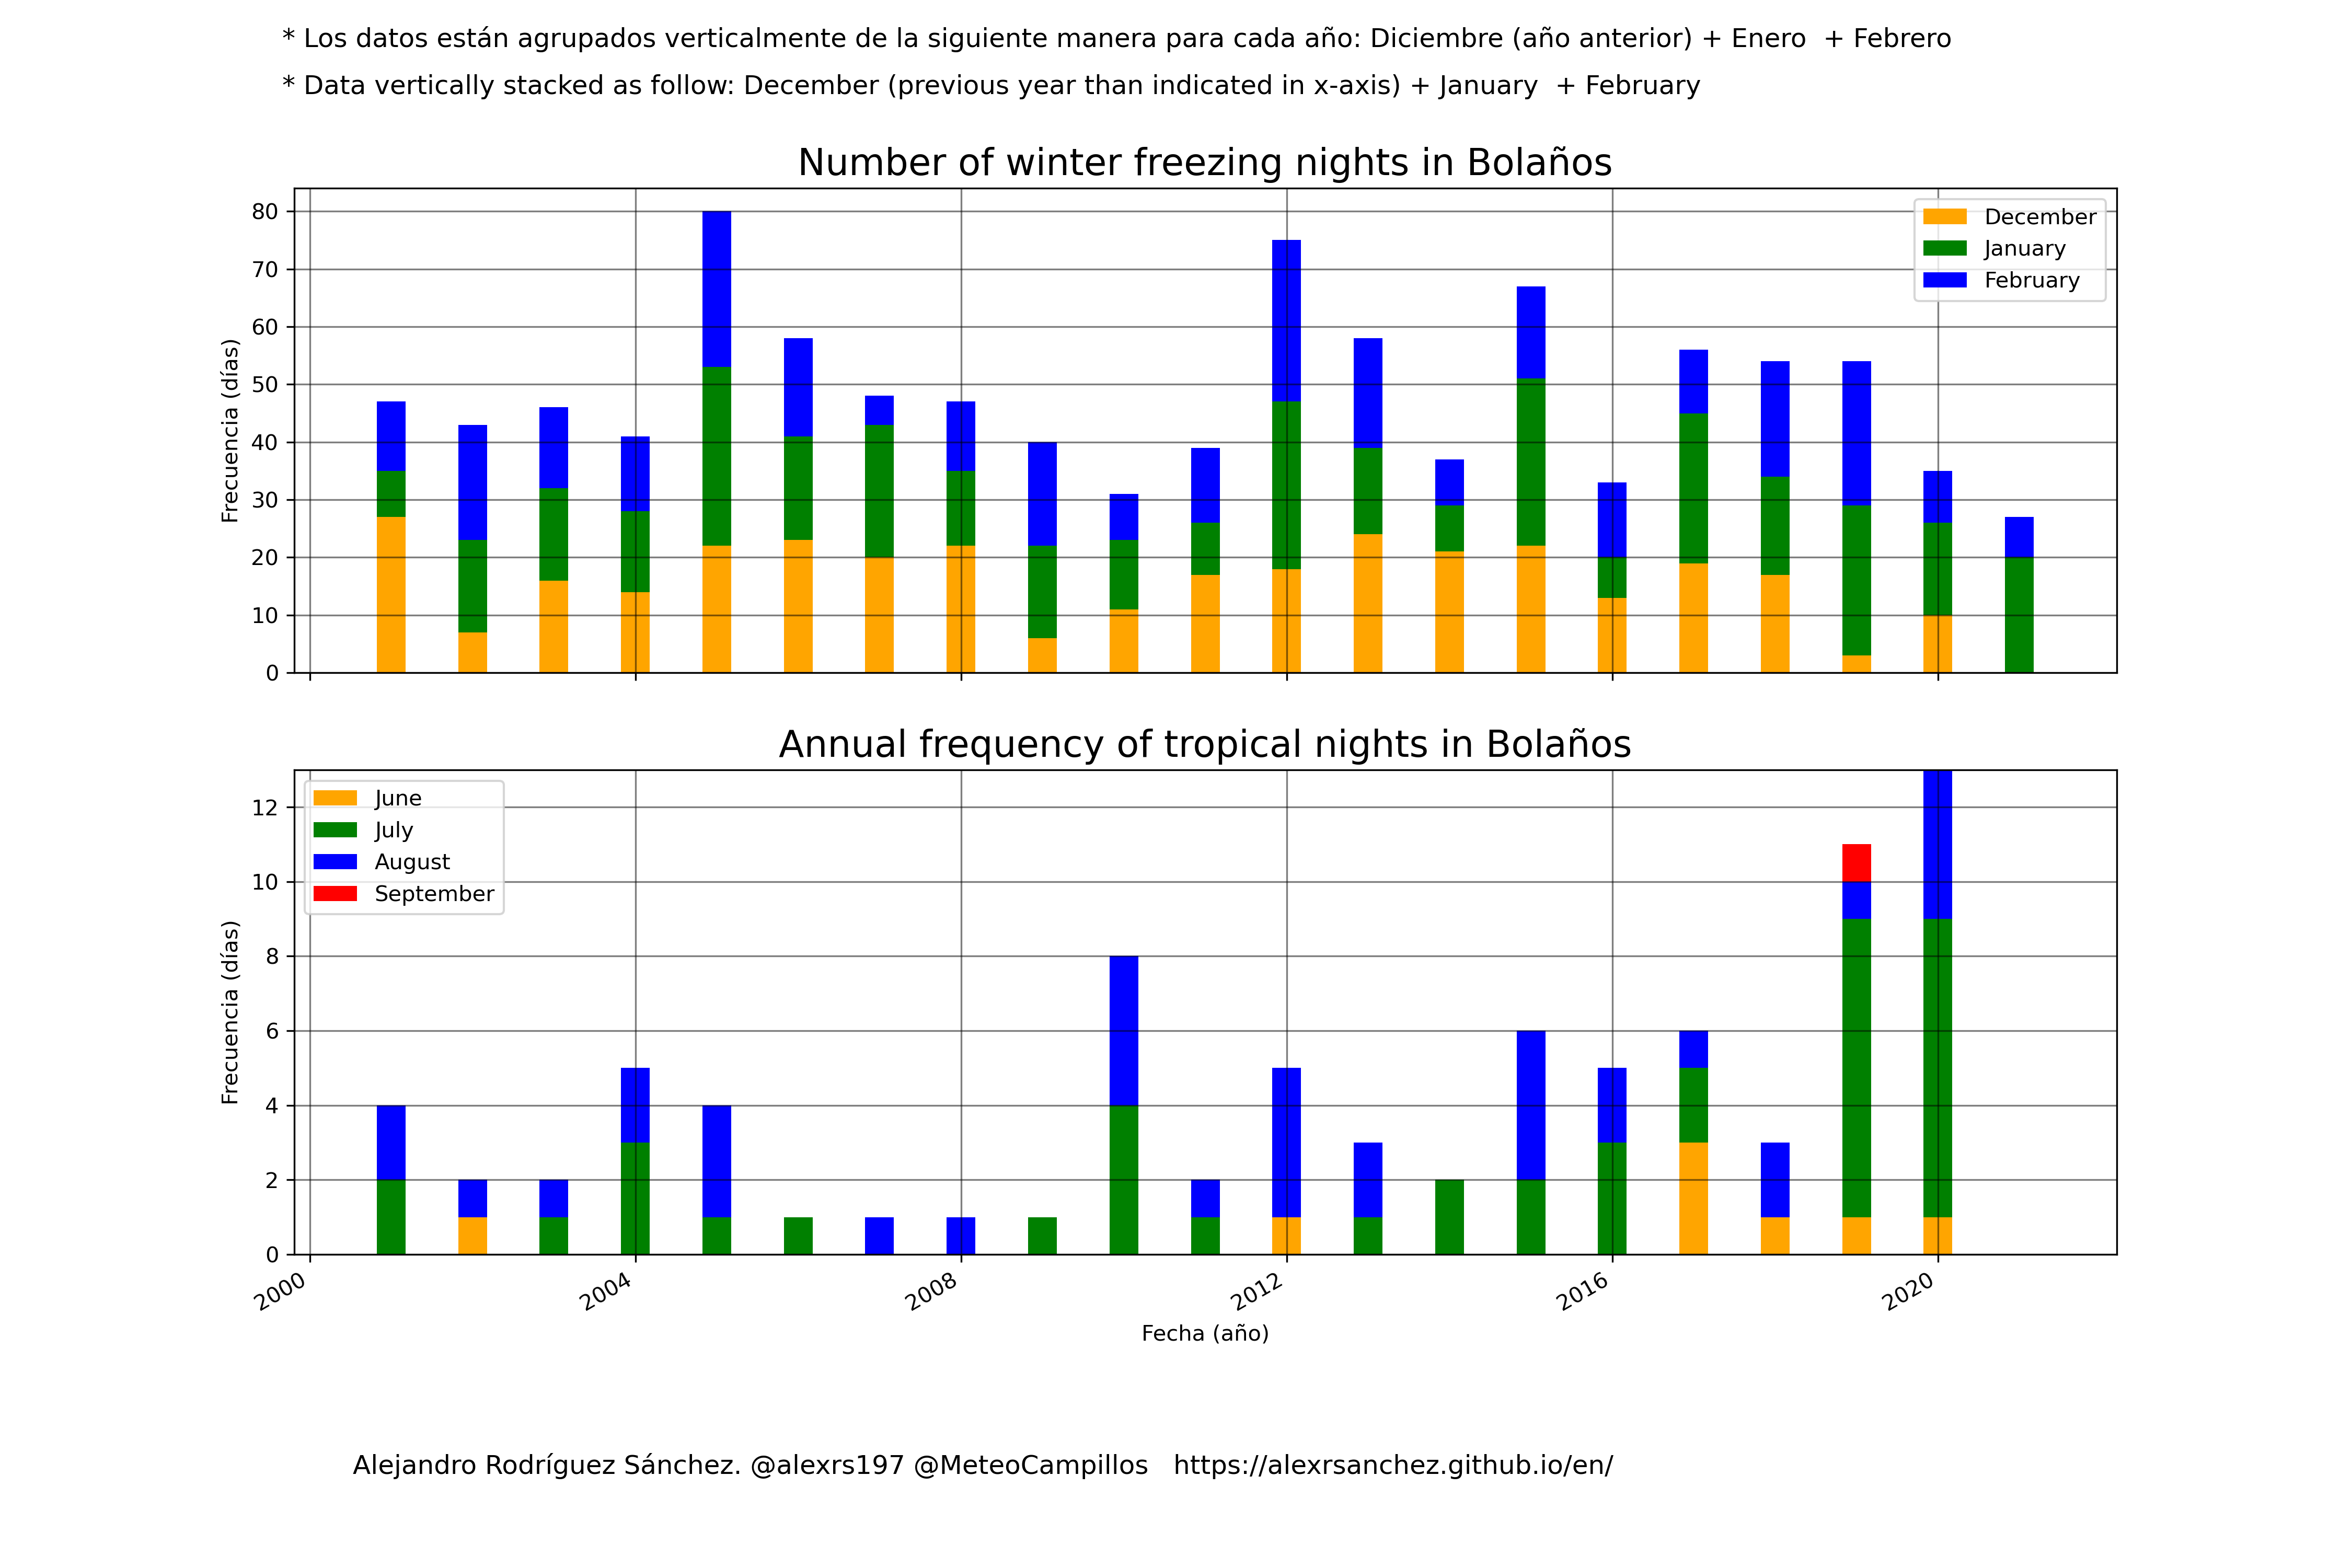 * Los datos están agrupados verticalmente de la siguiente manera para cada año: Diciembre (año anterior) + Enero  + Febrero
* Data vertically stacked as follow: December (previous year than indicated in x-axis) + January  + February
Number of winter freezing nights in Bolaños
80
70
60
50
40
30
20
10
0
Frecuencia (días)
December
January
February
Annual frequency of tropical nights in Bolaños
12
10
8
6
4
2
0
Frecuencia (días)
June
July
August
September
2000
2004
2008
2012
2016
2020
Fecha (año)
Alejandro Rodríguez Sánchez. @alexrs197 @MeteoCampillos   https://alexrsanchez.github.io/en/